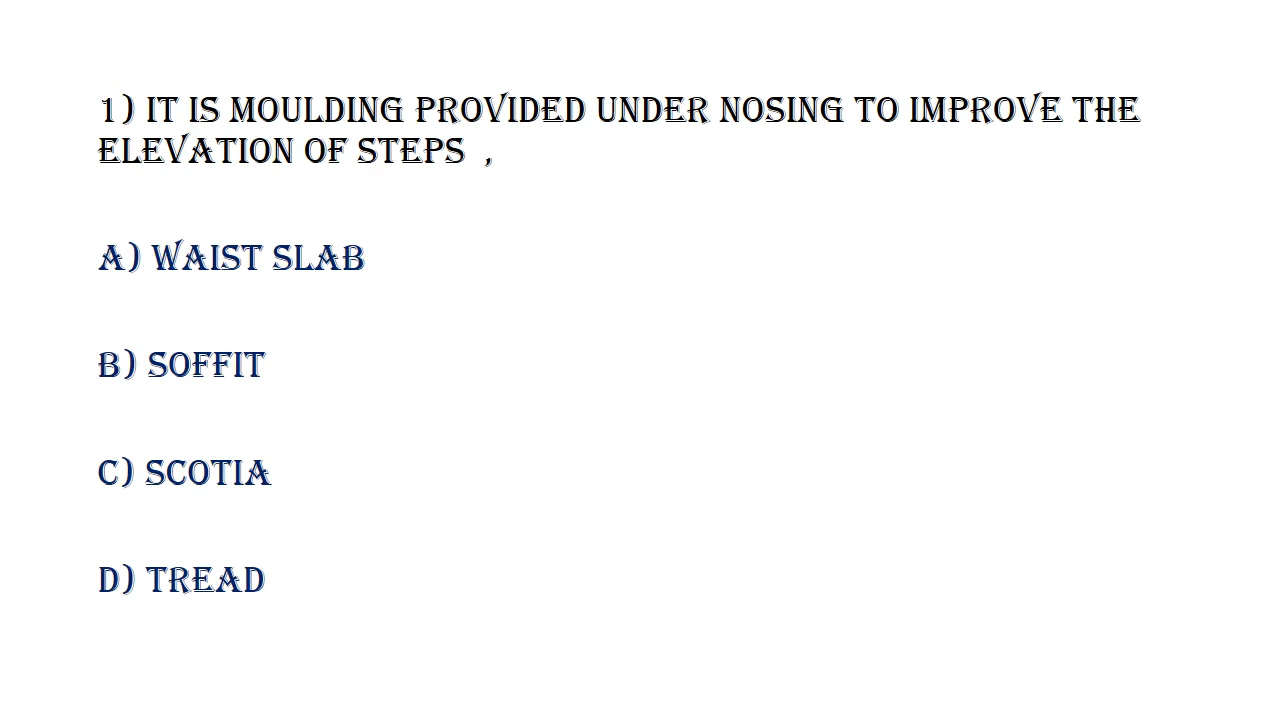 1) IT IS MOULDING PROVIDED UNDER NOSING TO IMPROVE THE
ELEVATION OF STEPS ,
A) WAIST SLAB
B) SOFFIT
C) SCOTIA
D) TREAD